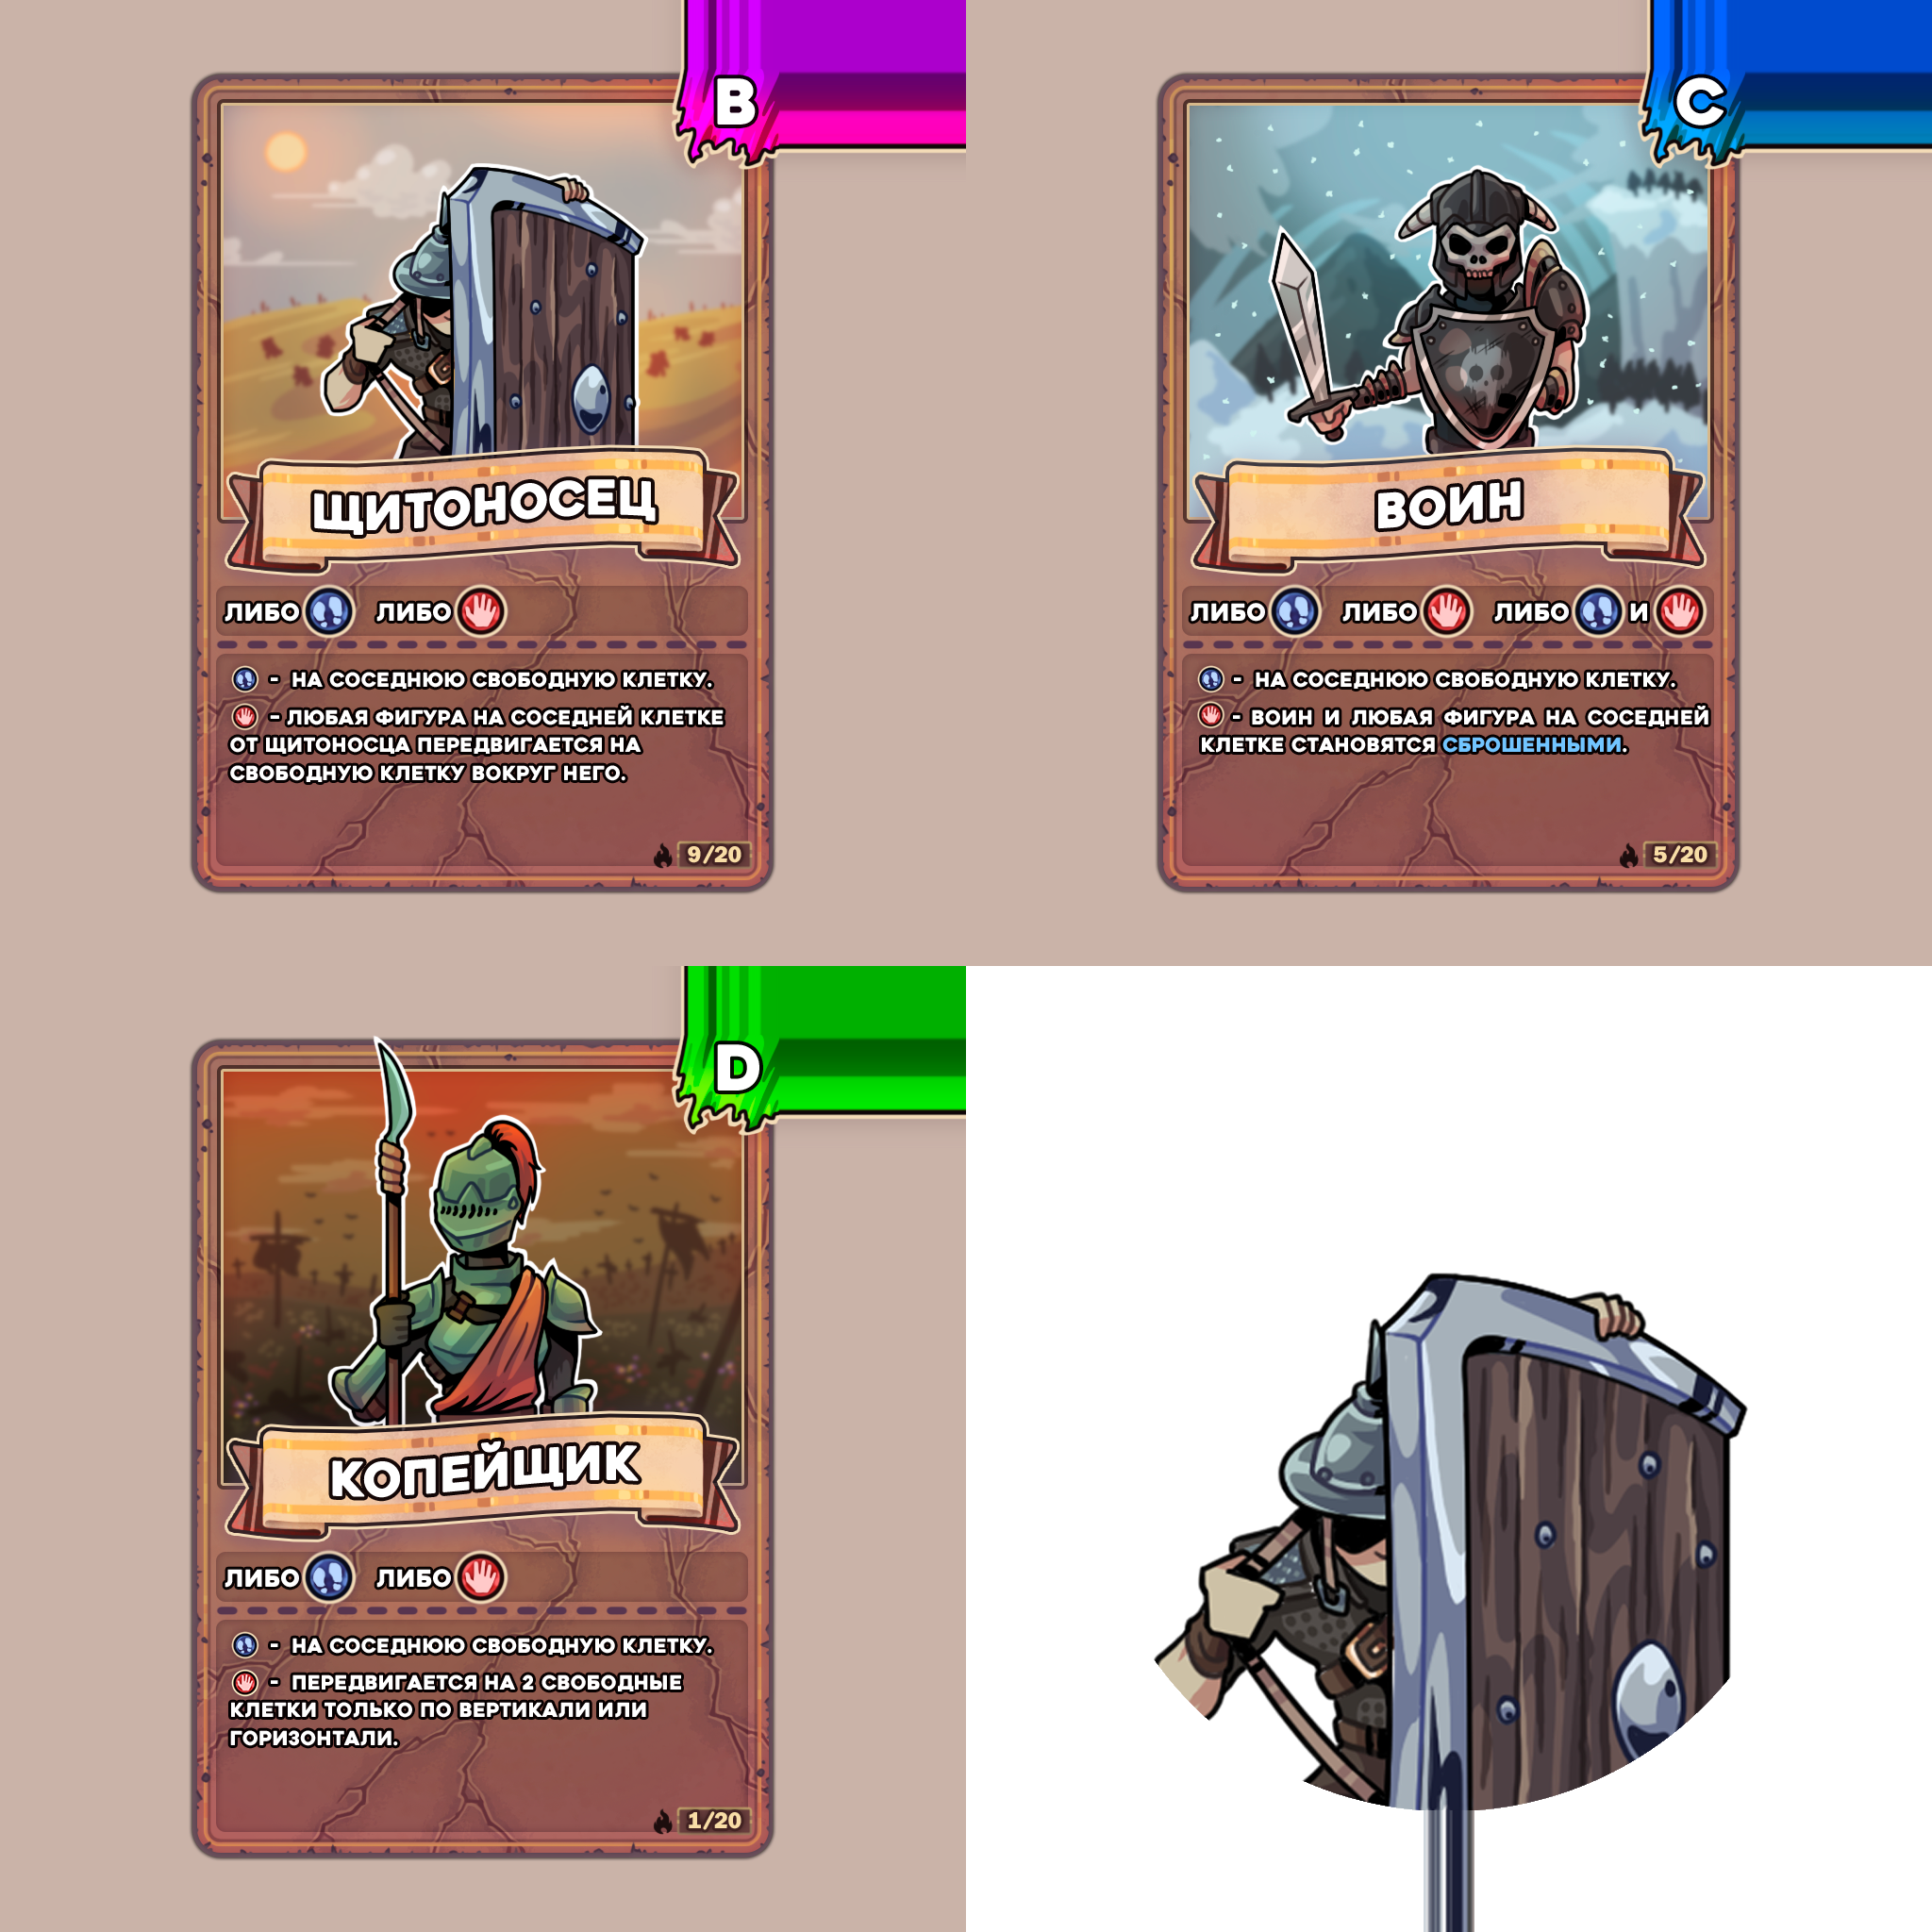 B
ЩИТОНОСЕЦ
ЛИБО ЛИБО
- НА СОСЕДНЮЮ СВОБОДНУЮ КЛЕТКУ.
- ЛЮБАЯ ФИГУРА НА СОСЕДНЕЙ КЛЕТКЕ
ОТ ЩИТОНОСЦА ПЕРЕДВИГАЕТСЯ НА
СВОБОДНУЮ КЛЕТКУ ВОКРУГ НЕГО.
9/20
C
ВОИН
ЛИБО ЛИБО ЛИБО И
- НА СОСЕДНЮЮ СВОБОДНУЮ КЛЕТКУ.
- ВОИН И ЛЮБАЯ ФИГУРА НА СОСЕДНЕЙ
КЛЕТКЕ СТАНОВЯТСЯ СБРОШЕННЫМИ.
5/20
D
КОПЕЙЩИК
ЛИБО ЛИБО
- НА СОСЕДНЮЮ СВОБОДНУЮ КЛЕТКУ.
- ПЕРЕДВИГАЕТСЯ НА 2 СВОБОДНЫЕ
КЛЕТКИ ТОЛЬКО ПО ВЕРТИКАЛИ ИЛИ
ГОРИЗОНТАЛИ.
1/20